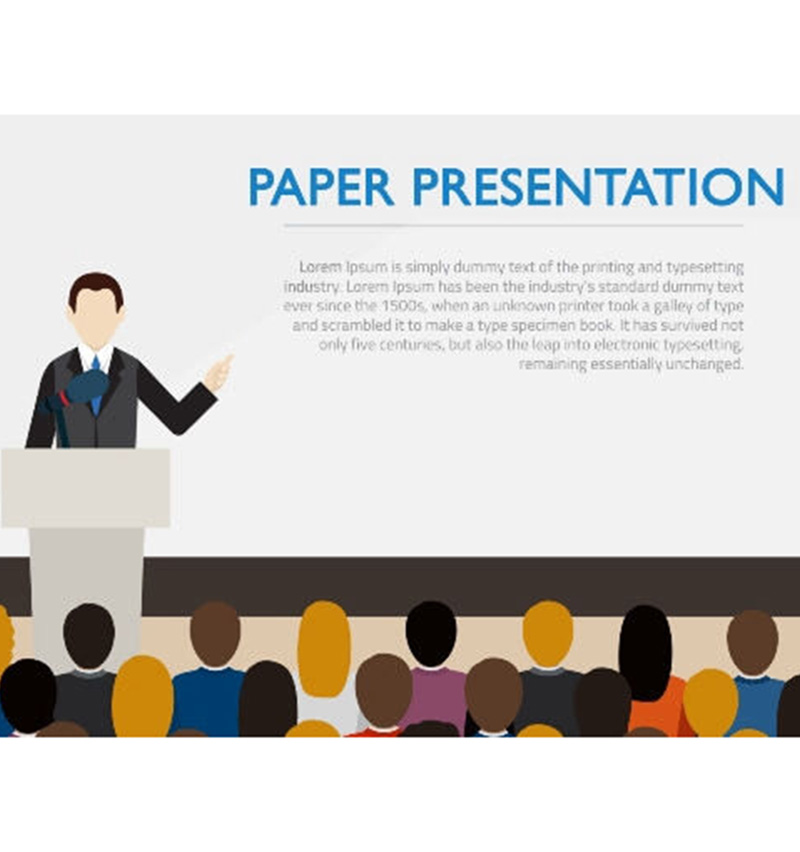 PAPER PRESENTATION
Lorem Ipsum is simply dummy text of the printing and typesetting
industry. Lorem Ipsum has been the industry's standard dummy text
ever since the 1500s, when an unknown printer took a galley of type
and scrambled it to make a type specimen book. It has survived not
only five centuries, but also the leap into electronic typesetting,
remaining essentially unchanged.